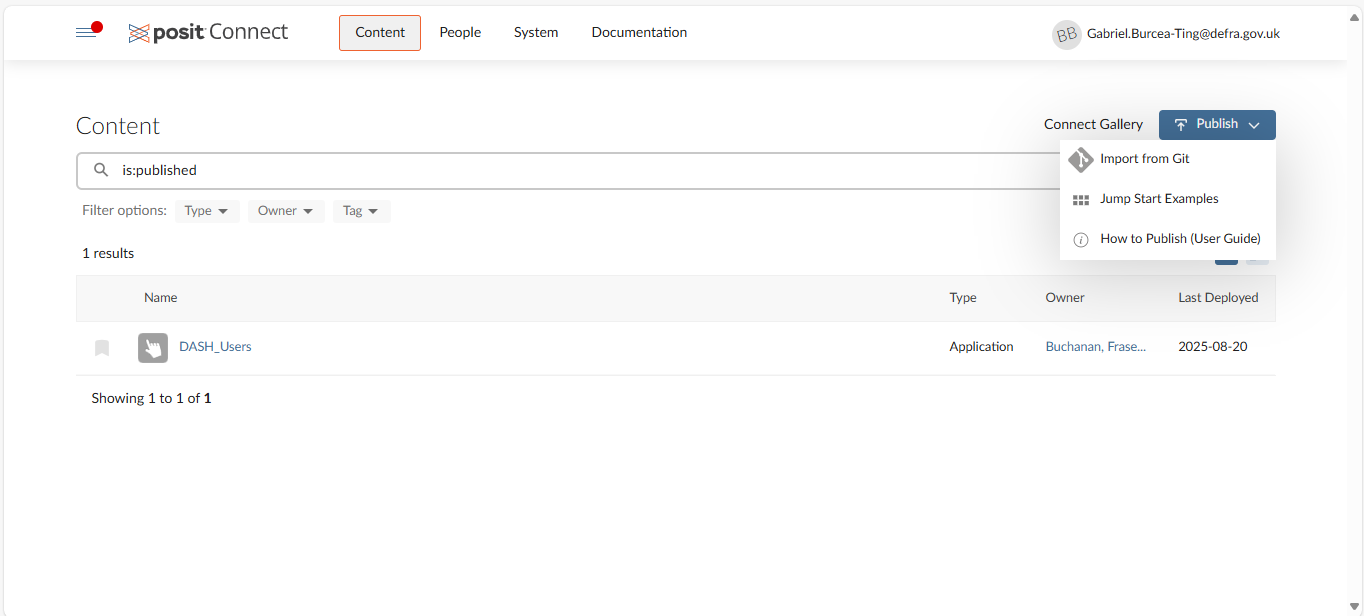 posit Connect
Content People System Documentation
BB Gabriel.Burcea-Ting@defra.gov.uk
Content
Connect Gallery
Publish
is:published
Import from Git
Jump Start Examples
How to Publish (User Guide)
Filter options: Type Owner Tag
1 results
Name Type Owner Last Deployed
DASH_Users Application Buchanan, Frase... 2025-08-20
Showing 1 to 1 of 1